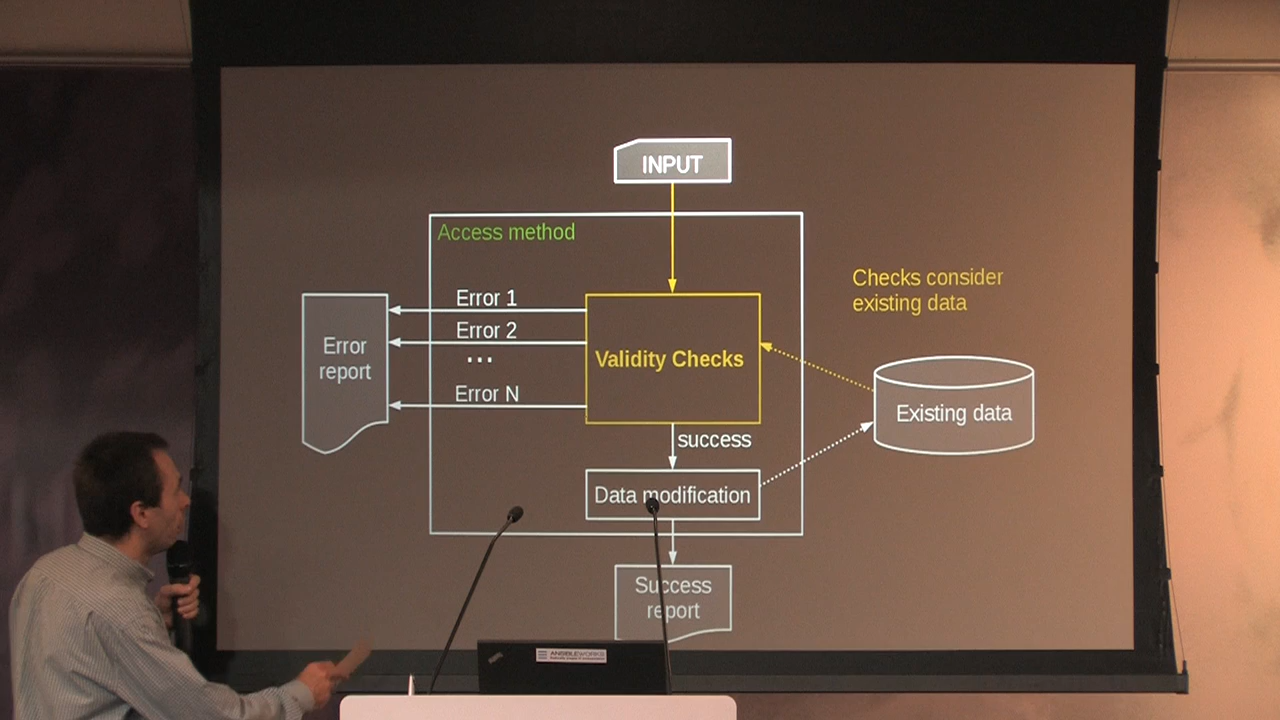 INPUT
Access method
Checks consider
existing data
Error 1
Error 2
...
Error N
Error
report
Validity Checks
Existing data
success
Data modification
Success
report
ANSIBLEWORKS